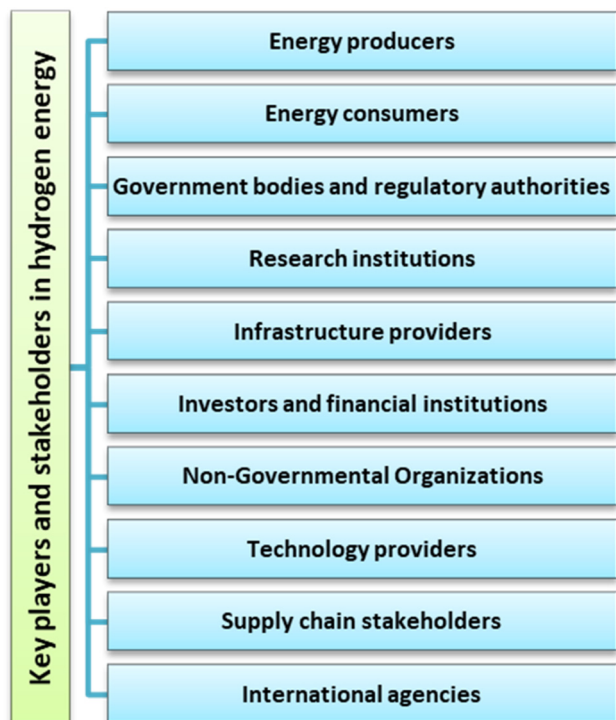 Key players and stakeholders in hydrogen energy
Energy producers
Energy consumers
Government bodies and regulatory authorities
Research institutions
Infrastructure providers
Investors and financial institutions
Non-Governmental Organizations
Technology providers
Supply chain stakeholders
International agencies